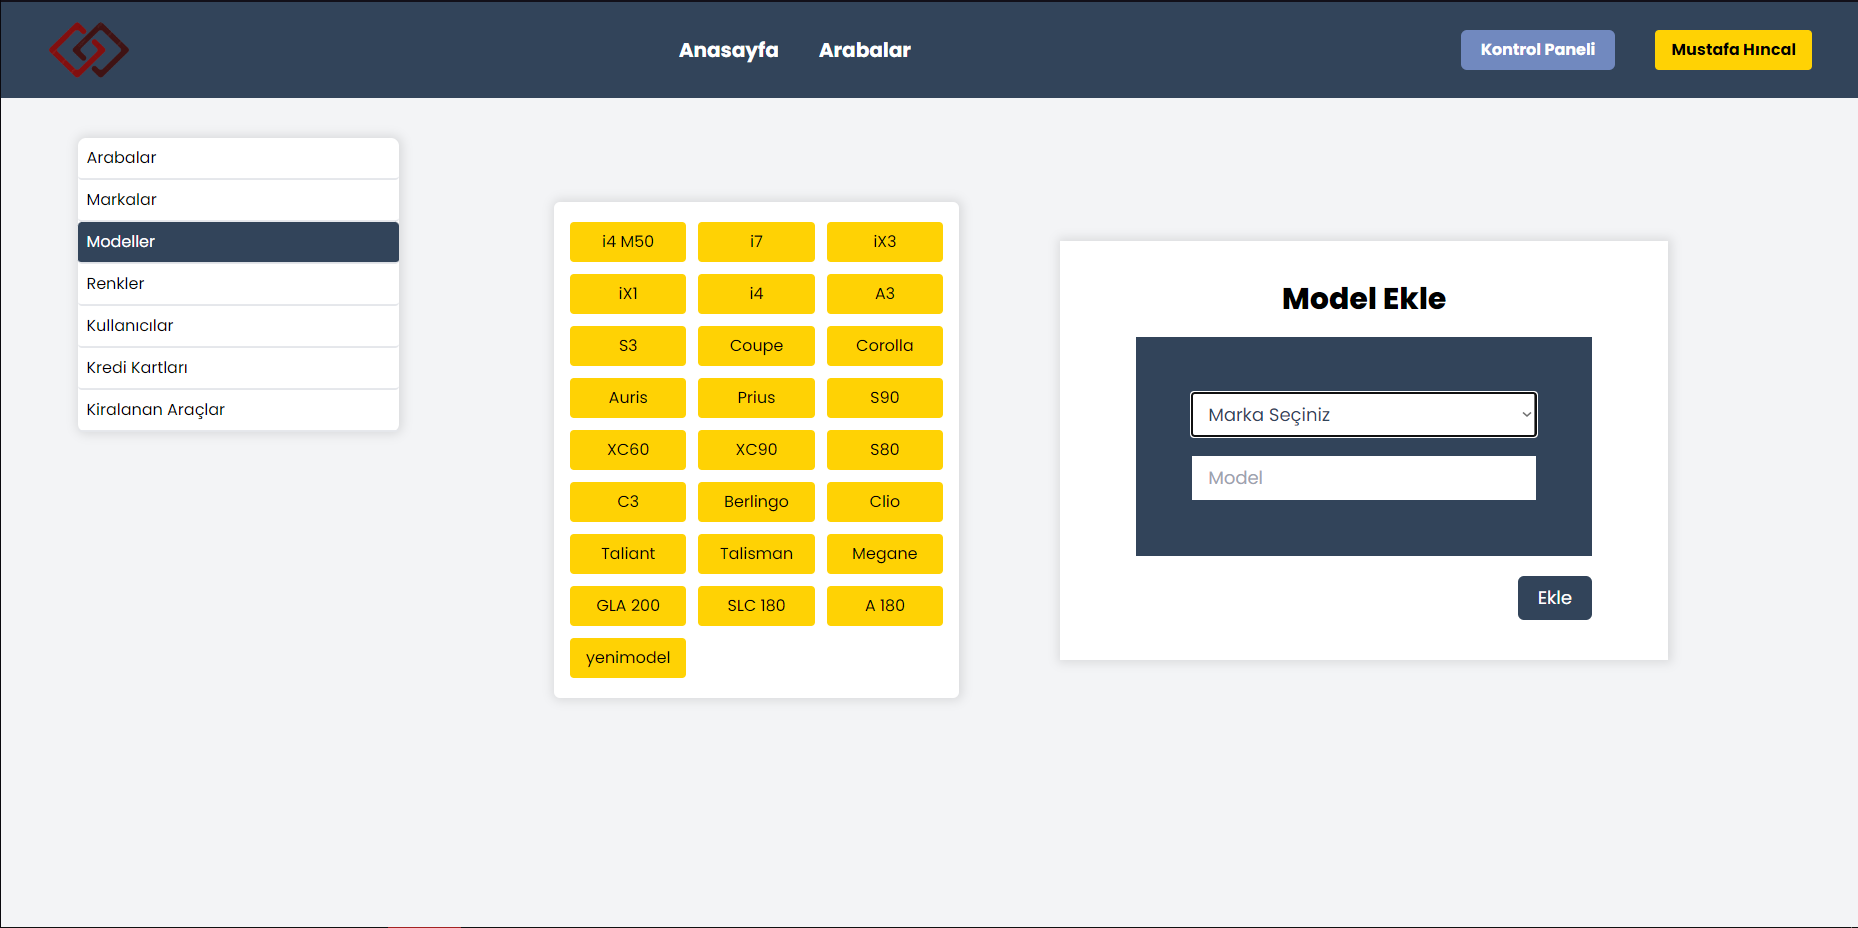 Anasayfa Arabalar Kontrol Paneli Mustafa Hıncal
Arabalar
Markalar
Modeller
Renkler
Kullanıcılar
Kredi Kartları
Kiralanan Araçlar
i4 M50 i7 iX3
iX1 i4 A3
S3 Coupe Corolla
Auris Prius S90
XC60 XC90 S80
C3 Berlingo Clio
Taliant Talisman Megane
GLA 200 SLC 180 A 180
yenimodel
Model Ekle
Marka Seçiniz
Model
Ekle